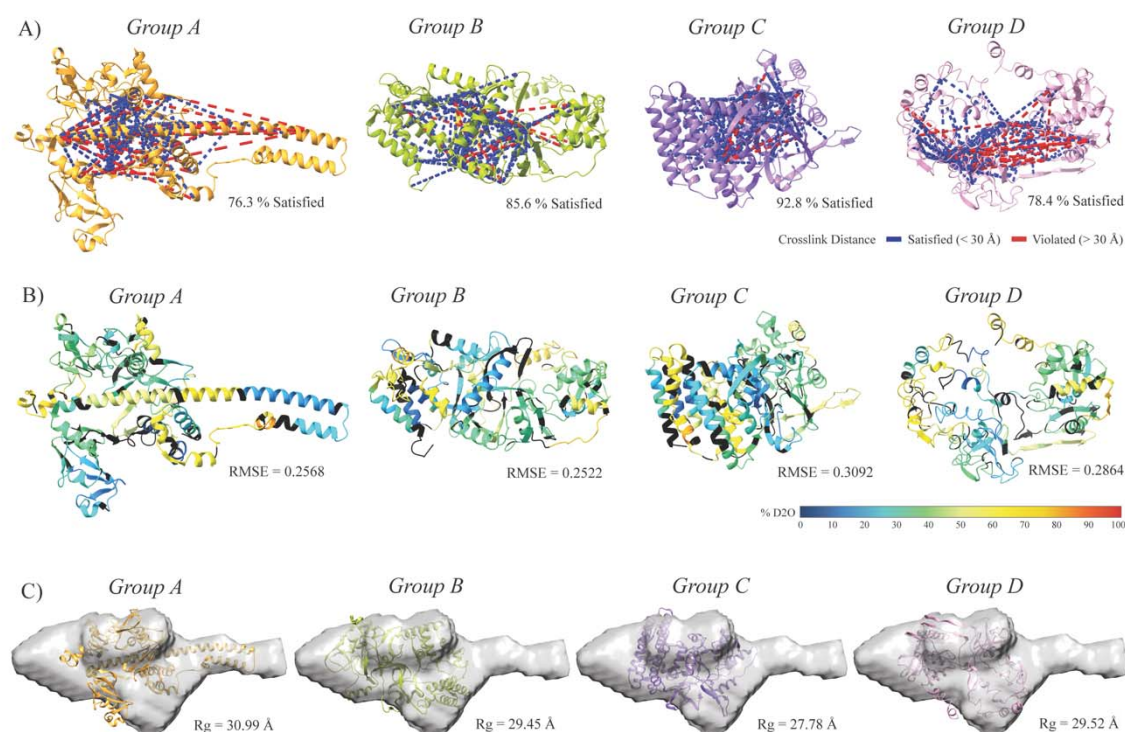 A)
Group A
Group B
Group C
Group D
76.3 % Satisfied
85.6 % Satisfied
92.8 % Satisfied
78.4 % Satisfied
Crosslink Distance Satisfied (< 30 Å) Violated (> 30 Å)
B)
Group A
Group B
Group C
Group D
RMSE = 0.2568
RMSE = 0.2522
RMSE = 0.3092
RMSE = 0.2864
% D2O
0 10 20 30 40 50 60 70 80 90 100
C)
Group A
Group B
Group C
Group D
Rg = 30.99 Å
Rg = 29.45 Å
Rg = 27.78 Å
Rg = 29.52 Å